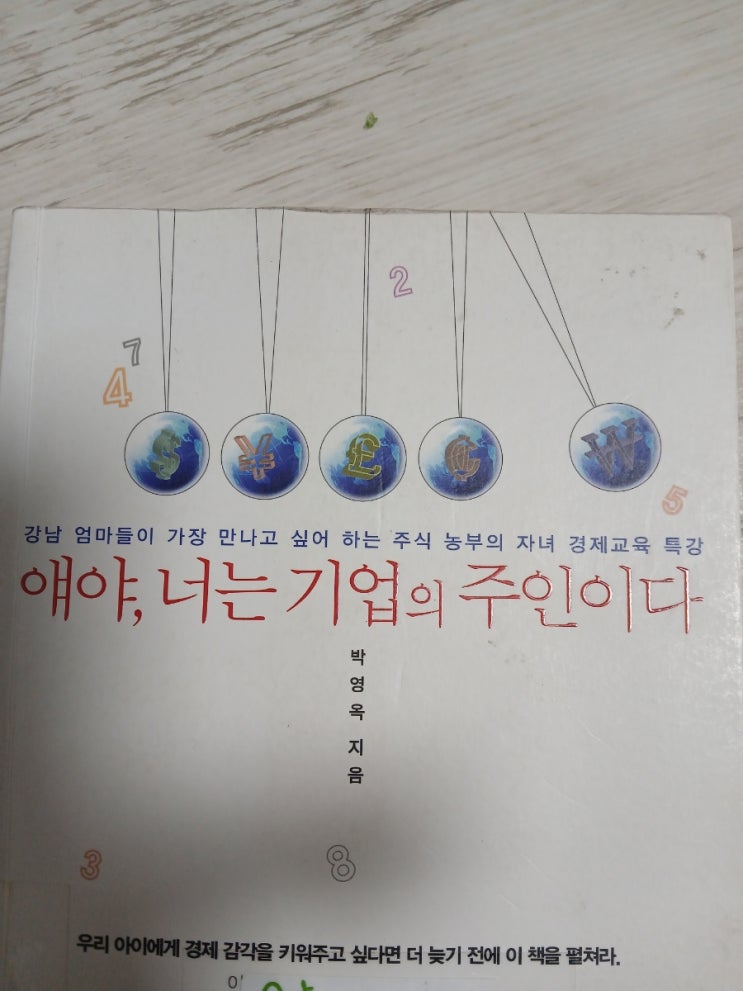 2
7
4
$ ¥ £ ₵ ₩
5
강남 엄마들이 가장 만나고 싶어 하는 주식 농부의 자녀 경제교육 특강
얘야, 너는 기업의 주인이다
박영옥 지음
3
8
우리 아이에게 경제 감각을 키워주고 싶다면 더 늦기 전에 이 책을 펼쳐라.